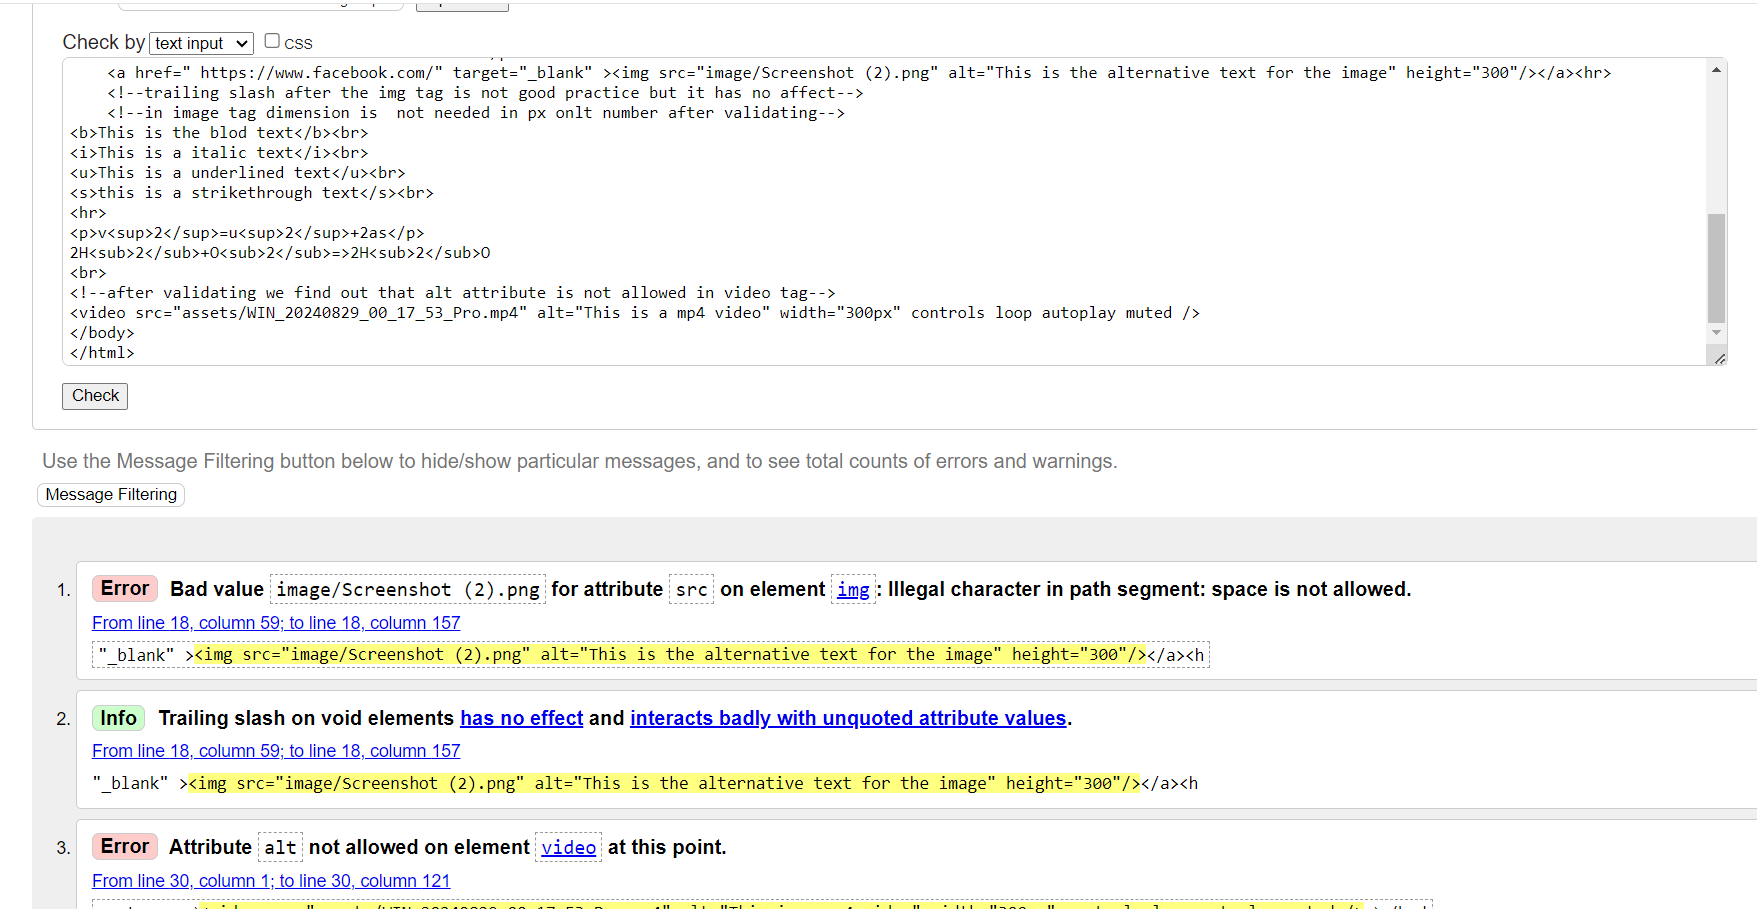 Check by text input CSS
<a href=" https://www.facebook.com/" target="_blank" ><img src="image/Screenshot (2).png" alt="This is the alternative text for the image" height="300"/></a><hr>
<!--trailing slash after the img tag is not good practice but it has no affect-->
<!--in image tag dimension is  not needed in px onlt number after validating-->
<b>This is the blod text</b><br>
<i>This is a italic text</i><br>
<u>This is a underlined text</u><br>
<s>this is a strikethrough text</s><br>
<hr>
<p>v<sup>2</sup>=u<sup>2</sup>+2as</p>
2H<sub>2</sub>+O<sub>2</sub>=>2H<sub>2</sub>O
<br>
<!--after validating we find out that alt attribute is not allowed in video tag-->
<video src="assets/WIN_20240829_00_17_53_Pro.mp4" alt="This is a mp4 video" width="300px" controls loop autoplay muted />
</body>
</html>
Check
Use the Message Filtering button below to hide/show particular messages, and to see total counts of errors and warnings.
Message Filtering
1. Error Bad value image/Screenshot (2).png for attribute src on element img: Illegal character in path segment: space is not allowed.
From line 18, column 59; to line 18, column 157
"_blank" ><img src="image/Screenshot (2).png" alt="This is the alternative text for the image" height="300"/></a><h
2. Info Trailing slash on void elements has no effect and interacts badly with unquoted attribute values.
From line 18, column 59; to line 18, column 157
"_blank" ><img src="image/Screenshot (2).png" alt="This is the alternative text for the image" height="300"/></a><h
3. Error Attribute alt not allowed on element video at this point.
From line 30, column 1; to line 30, column 121